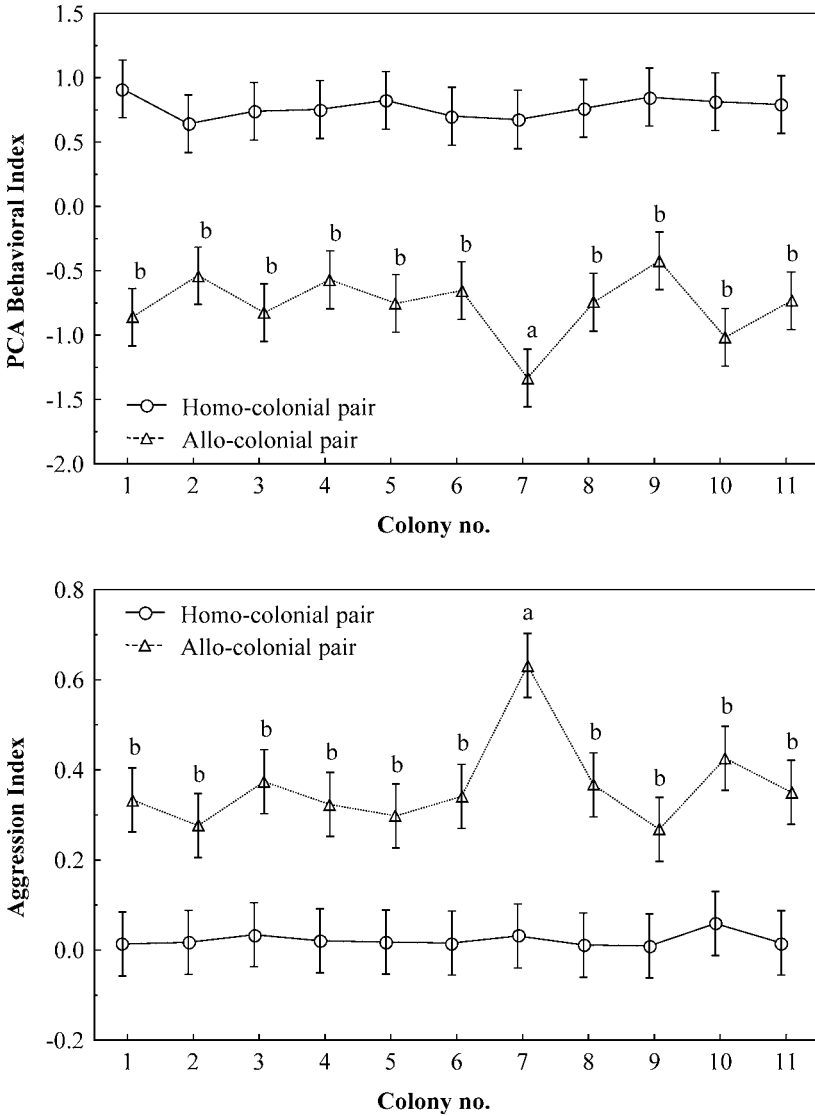 1.5
1.0
0.5
0.0
-0.5
-1.0
-1.5
-2.0
PCA Behavioral Index
b b b b b b a b b b b
Homo-colonial pair
Allo-colonial pair
1 2 3 4 5 6 7 8 9 10 11
Colony no.
0.8
0.6
0.4
0.2
0.0
-0.2
Aggression Index
Homo-colonial pair
Allo-colonial pair
b b b b b b a b b b b
1 2 3 4 5 6 7 8 9 10 11
Colony no.